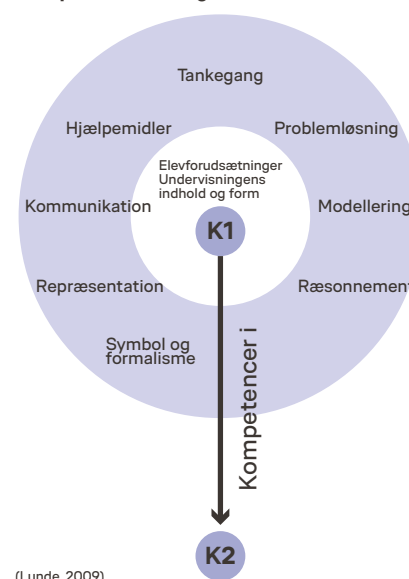 Tankegang
Hjælpemidler
Problemløsning
Elevforudsætninger
Undervisningens
indhold og form
Kommunikation
K1
Modellering
Repræsentation
Ræsonnement
Symbol og
formalisme
Kompetencer i
K2
(Lunde, 2009)